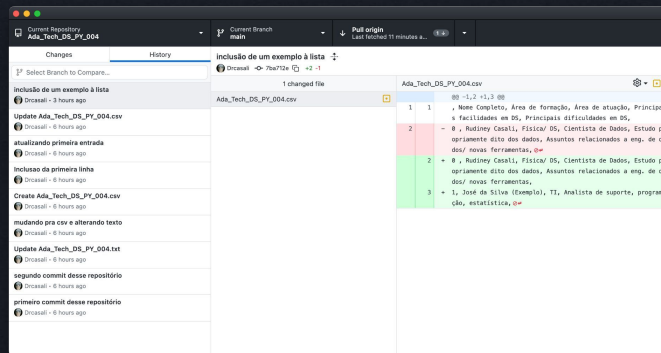 Current Repository
Ada_Tech_DS_PY_004
Current Branch
main
Pull origin
Last fetched 11 minutes a...
1
Changes
History
Select Branch to Compare...
inclusão de um exemplo à lista
Drcasali • 3 hours ago
Update Ada_Tech_DS_PY_004.csv
Drcasali • 6 hours ago
atualizando primeira entrada
Drcasali • 6 hours ago
Inclusao da primeira linha
Drcasali • 6 hours ago
Create Ada_Tech_DS_PY_004.csv
Drcasali • 6 hours ago
mudando pra csv e alterando texto
Drcasali • 6 hours ago
Update Ada_Tech_DS_PY_004.txt
Drcasali • 6 hours ago
segundo commit desse repositório
Drcasali • 6 hours ago
primeiro commit desse repositório
Drcasali • 6 hours ago
inclusão de um exemplo à lista
Drcasali 7ba712e +2 -1
1 changed file
Ada_Tech_DS_PY_004.csv
Ada_Tech_DS_PY_004.csv
@@ -1,2 +1,3 @@
1 1 , Nome Completo, Área de formação, Área de atuação, Principa
s facilidades em DS, Principais dificuldades em DS,
2 - 0 , Rudiney Casali, Física/ DS, Cientista de Dados, Estudo p
opriamente dito dos dados, Assuntos relacionados a eng. de d
dos/ novas ferramentas,
2 + 0 , Rudiney Casali, Física/ DS, Cientista de Dados, Estudo p
opriamente dito dos dados, Assuntos relacionados a eng. de d
dos/ novas ferramentas,
3 + 1, José da Silva (Exemplo), TI, Analista de suporte, program
ção, estatística,